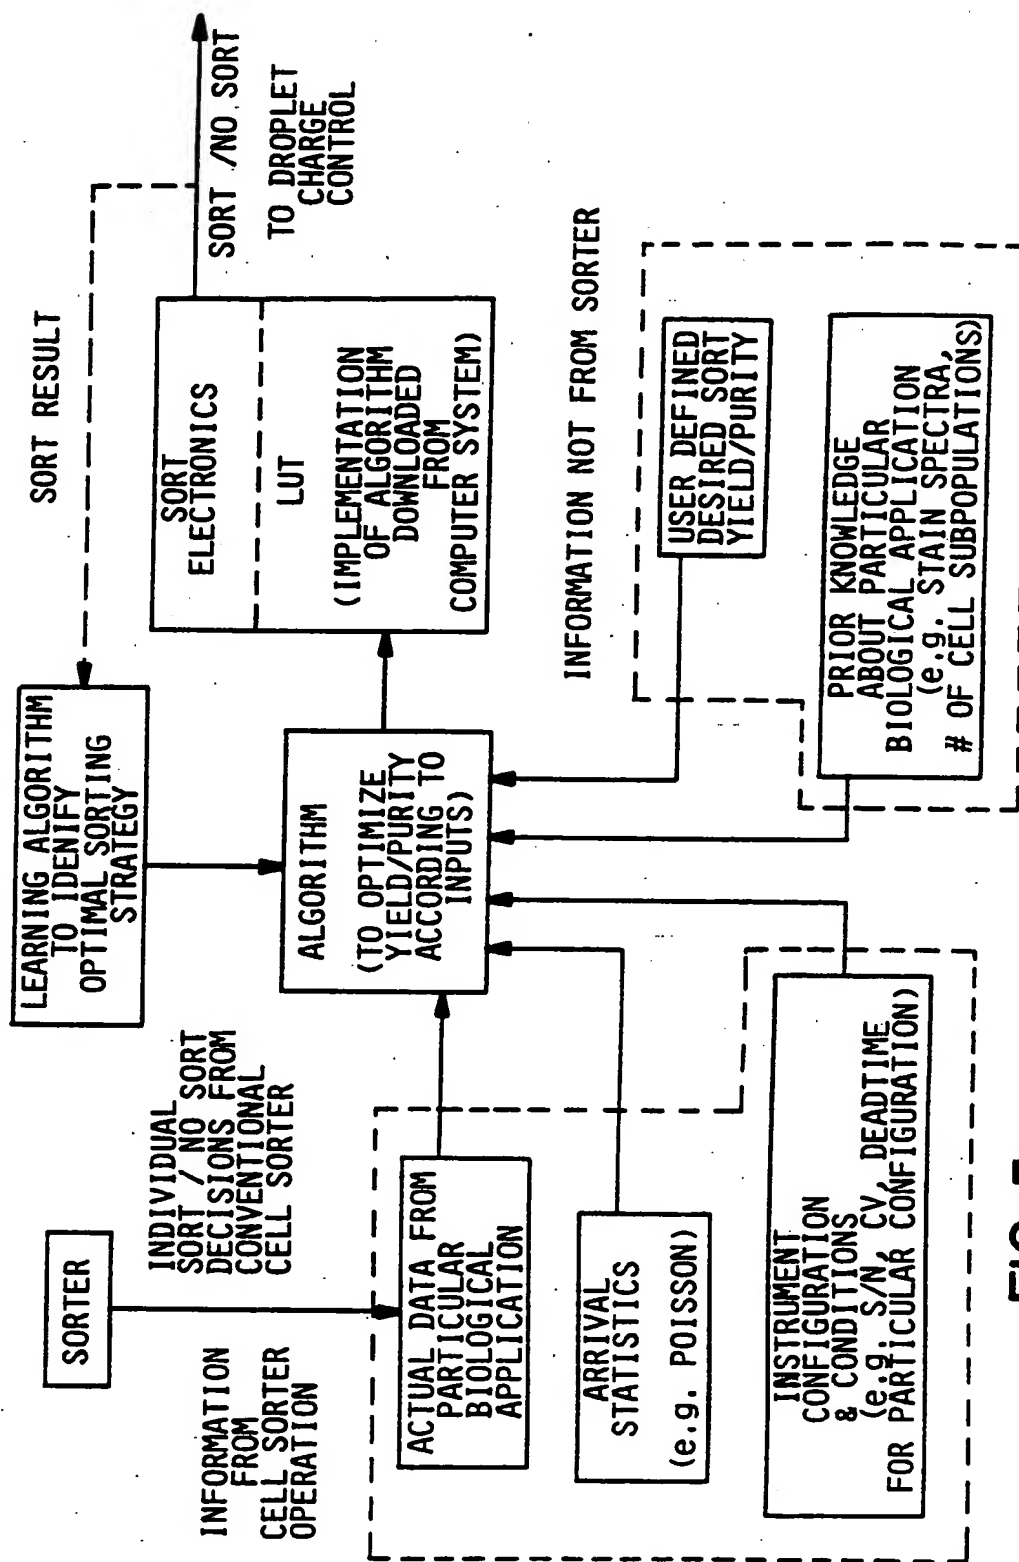 SORTER
INFORMATION
FROM
CELL SORTER
OPERATION
INDIVIDUAL
SORT / NO SORT
DECISIONS FROM
CONVENTIONAL
CELL SORTER
LEARNING ALGORITHM
TO IDENIFY
OPTIMAL SORTING
STRATEGY
SORT RESULT
SORT
ELECTRONICS
LUT
(IMPLEMENTATION
OF ALGORITHM
DOWNLOADED
FROM
COMPUTER SYSTEM)
SORT /NO SORT
TO DROPLET
CHARGE
CONTROL
ACTUAL DATA FROM
PARTICULAR
BIOLOGICAL
APPLICATION
ALGORITHM
(TO OPTIMIZE
YIELD/PURITY
ACCORDING TO
INPUTS)
ARRIVAL
STATISTICS
(e.g. POISSON)
INSTRUMENT
CONFIGURATION
& CONDITIONS
(e.g. S/N, CV, DEADTIME
FOR PARTICULAR CONFIGURATION)
INFORMATION NOT FROM SORTER
USER DEFINED
DESIRED SORT
YIELD/PURITY
PRIOR KNOWLEDGE
ABOUT PARTICULAR
BIOLOGICAL APPLICATION
(e.g. STAIN SPECTRA,
# OF CELL SUBPOPULATIONS)